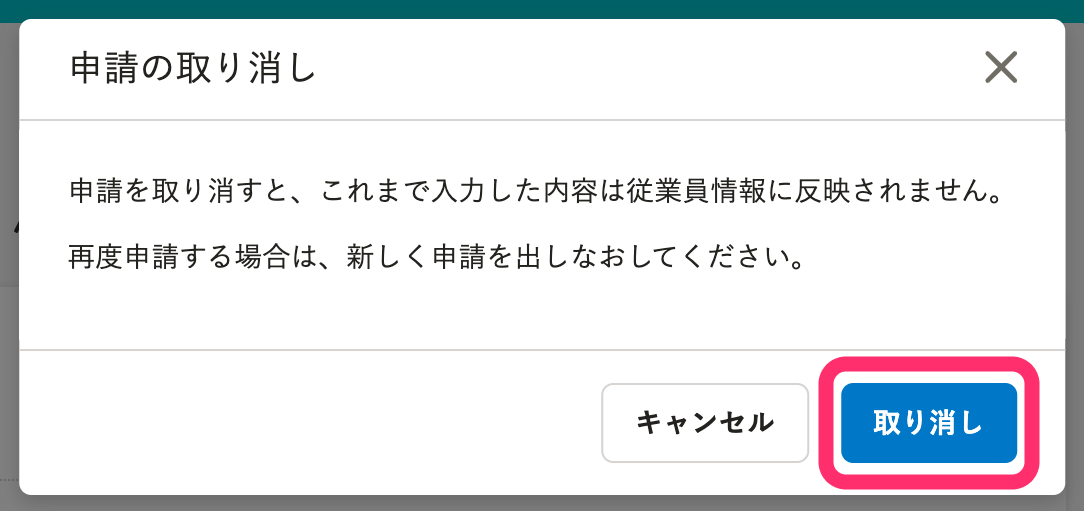 申請の取り消し
申請を取り消すと、これまで入力した内容は従業員情報に反映されません。
再度申請する場合は、新しく申請を出しなおしてください。
キャンセル
取り消し